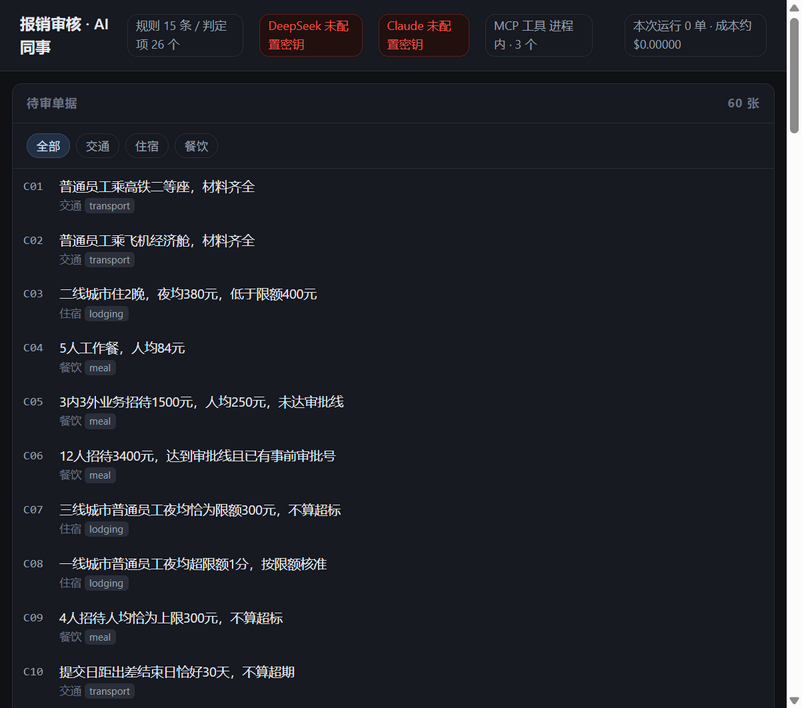 报销审核 · AI
同事
规则 15 条 / 判定
项 26 个
DeepSeek 未配
置密钥
Claude 未配
置密钥
MCP 工具 进程
内 · 3 个
本次运行 0 单 · 成本约
$0.00000
待审单据
60 张
全部 交通 住宿 餐饮
C01 普通员工乘高铁二等座，材料齐全
交通 transport
C02 普通员工乘飞机经济舱，材料齐全
交通 transport
C03 二线城市住2晚，夜均380元，低于限额400元
住宿 lodging
C04 5人工作餐，人均84元
餐饮 meal
C05 3内3外业务招待1500元，人均250元，未达审批线
餐饮 meal
C06 12人招待3400元，达到审批线且已有事前审批号
餐饮 meal
C07 三线城市普通员工夜均恰为限额300元，不算超标
住宿 lodging
C08 一线城市普通员工夜均超限额1分，按限额核准
住宿 lodging
C09 4人招待人均恰为上限300元，不算超标
餐饮 meal
C10 提交日距出差结束日恰好30天，不算超期
交通 transport